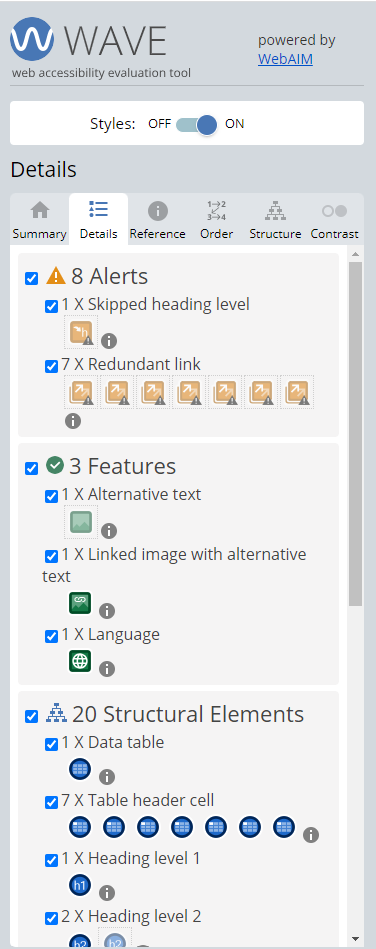 WAVE
powered by
WebAIM
web accessibility evaluation tool
Styles: OFF ON
Details
Summary Details Reference Order Structure Contrast
8 Alerts
1 X Skipped heading level
h
7 X Redundant link
3 Features
1 X Alternative text
1 X Linked image with alternative
text
1 X Language
20 Structural Elements
1 X Data table
7 X Table header cell
1 X Heading level 1
h1
2 X Heading level 2
h2 h2